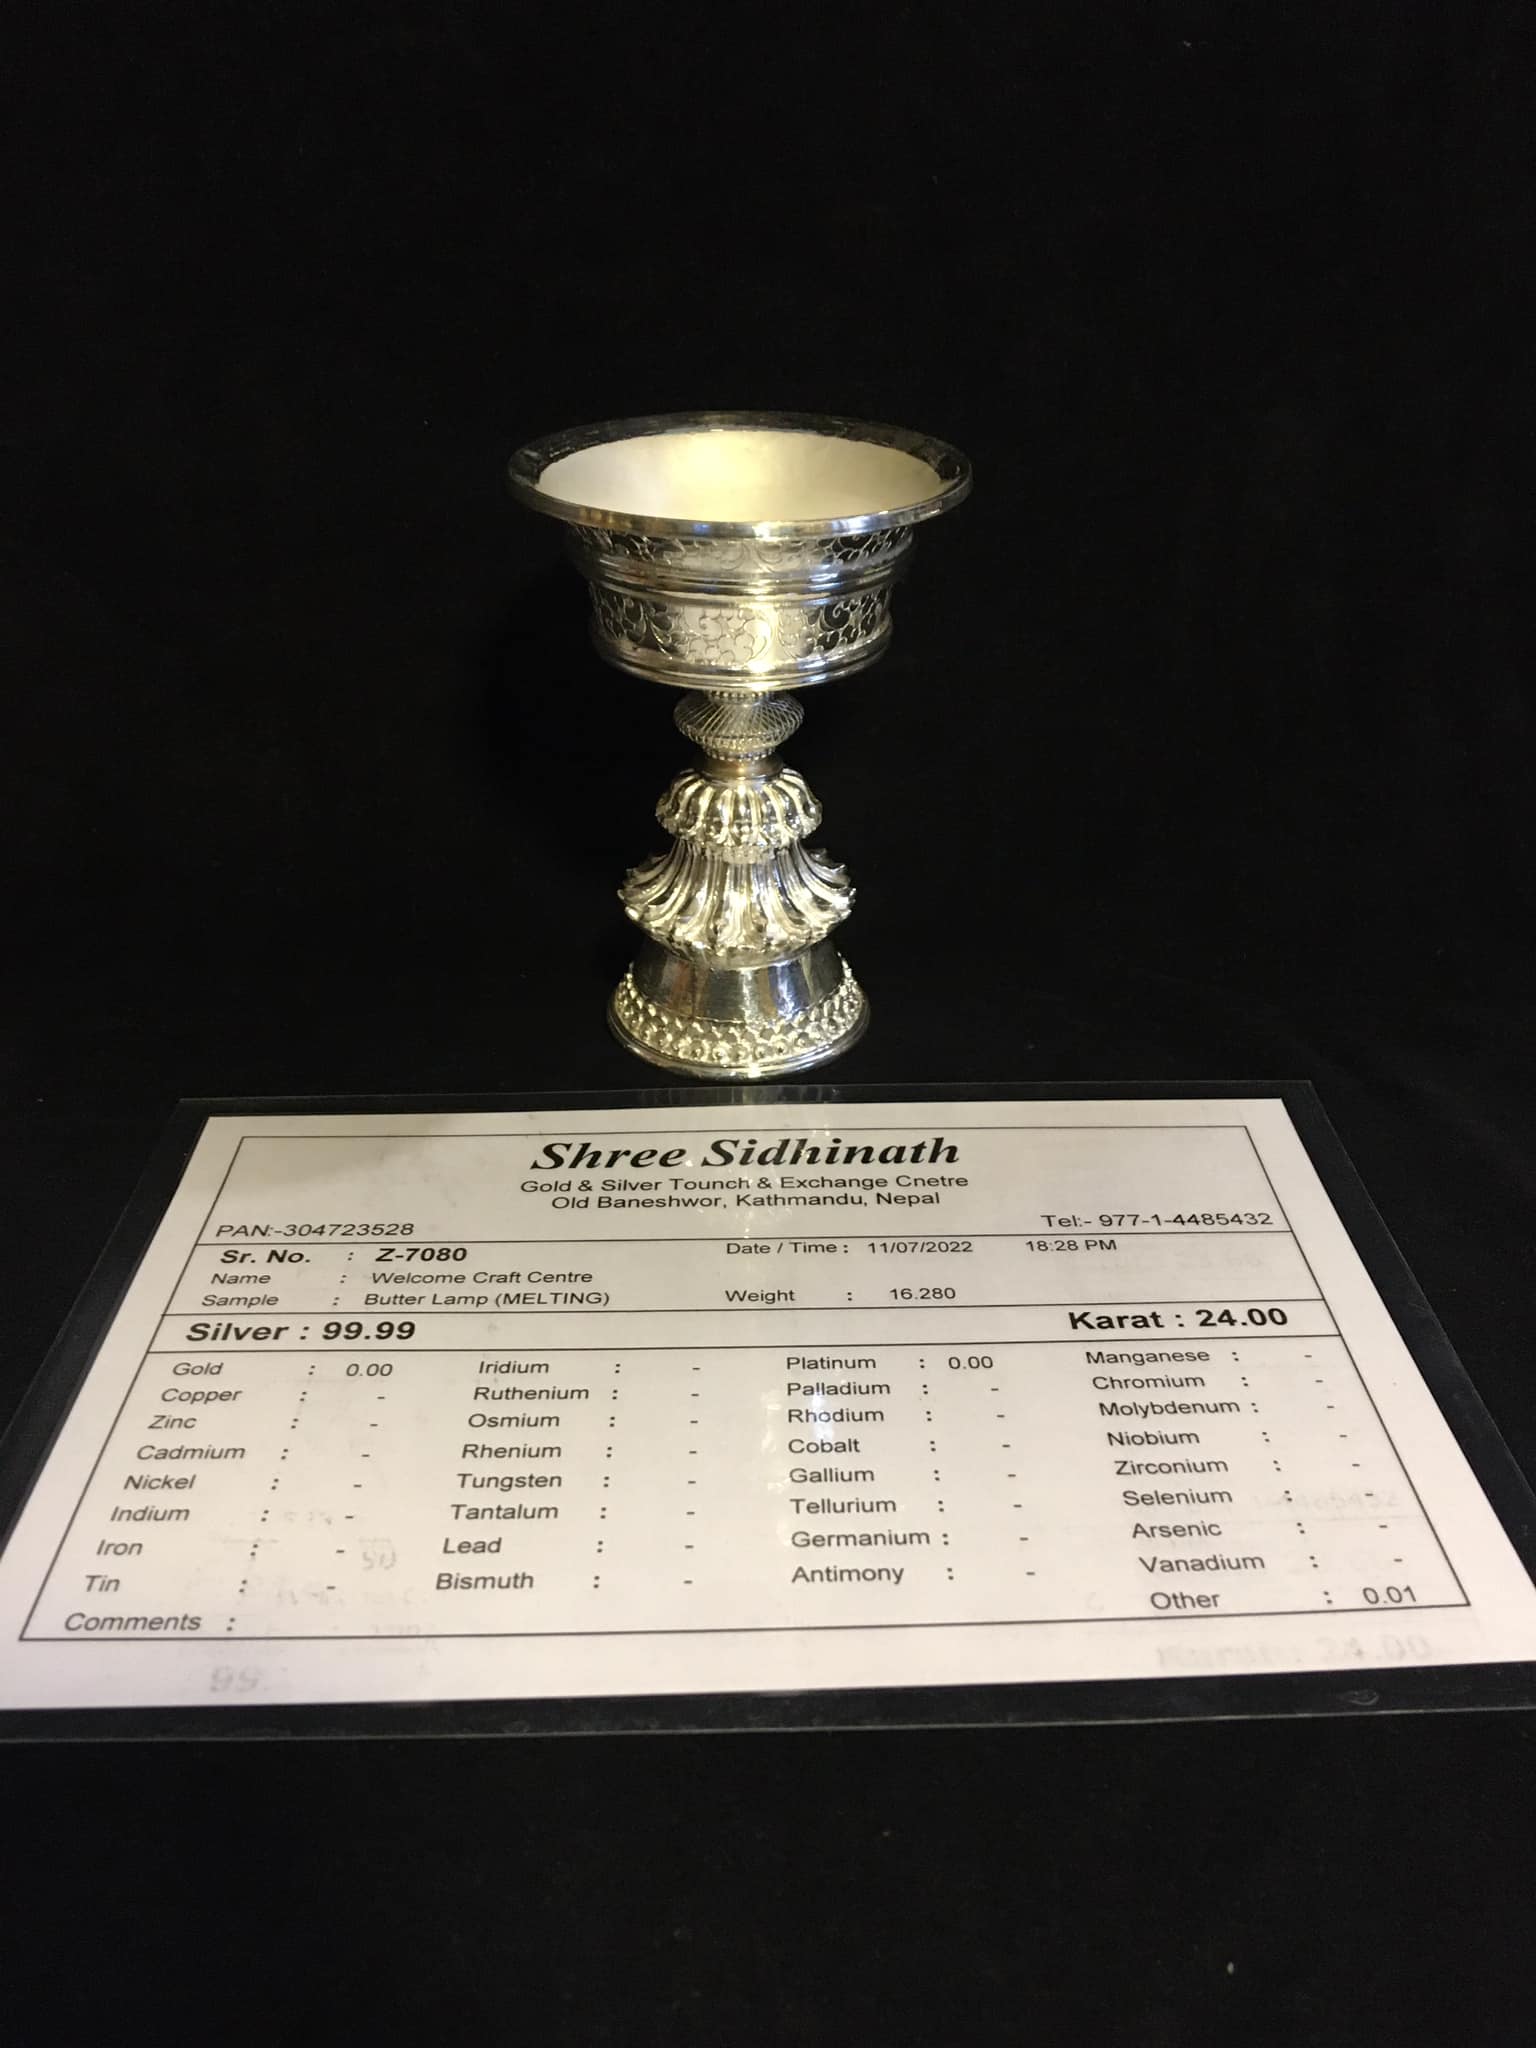 Shree Sidhinath
Gold & Silver Tounch & Exchange Cnetre
Old Baneshwor, Kathmandu, Nepal
PAN:-304723528 Tel:- 977-1-4485432
Sr. No. : Z-7080 Date / Time : 11/07/2022 18:28 PM
Name : Welcome Craft Centre
Sample : Butter Lamp (MELTING) Weight : 16.280
Silver : 99.99 Karat : 24.00
Gold : 0.00 Iridium : - Platinum : 0.00 Manganese : -
Copper : - Ruthenium : - Palladium : - Chromium : -
Zinc : - Osmium : - Rhodium : - Molybdenum : -
Cadmium : - Rhenium : - Cobalt : - Niobium : -
Nickel : - Tungsten : - Gallium : - Zirconium : -
Indium : - Tantalum : - Tellurium : - Selenium : -
Iron : - Lead : - Germanium : - Arsenic : -
Tin : - Bismuth : - Antimony : - Vanadium : -
Other : 0.01
Comments :